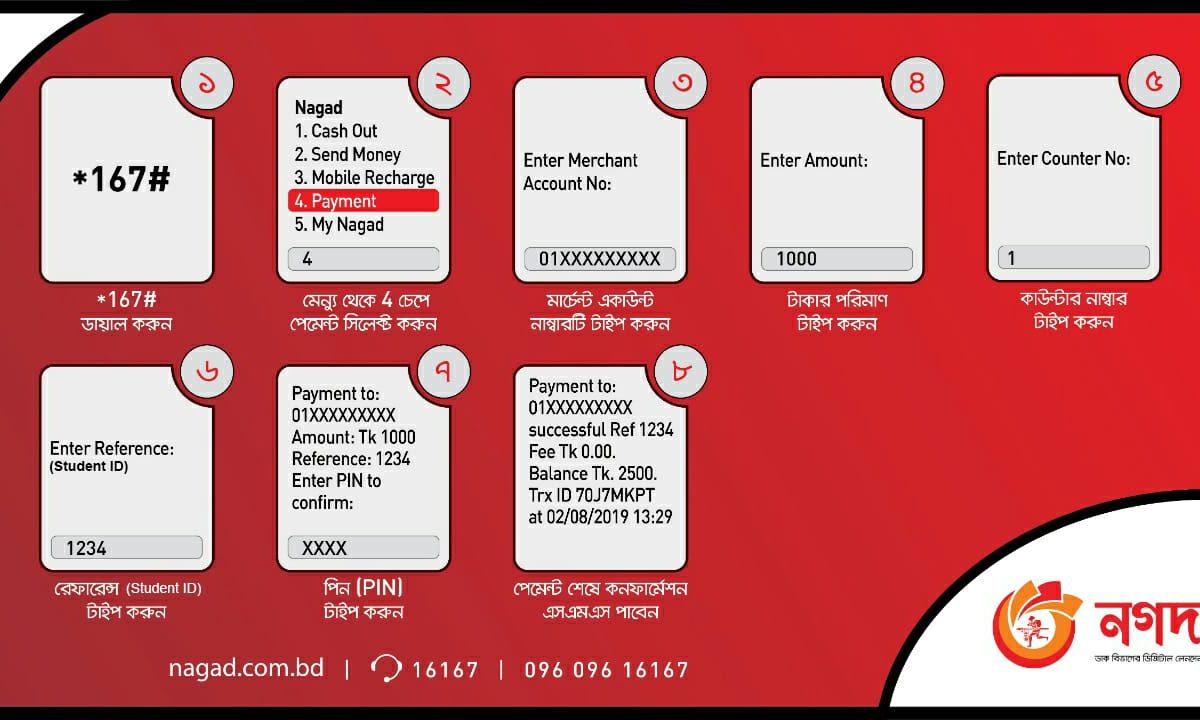 ১
*167#
*167#
ডায়াল করুন
২
Nagad
1. Cash Out
2. Send Money
3. Mobile Recharge
4. Payment
5. My Nagad
4
মেন্যু থেকে 4 চেপে
পেমেন্ট সিলেক্ট করুন
৩
Enter Merchant
Account No:
01XXXXXXXXX
মার্চেন্ট একাউন্ট
নাম্বারটি টাইপ করুন
৪
Enter Amount:
1000
টাকার পরিমাণ
টাইপ করুন
৫
Enter Counter No:
1
কাউন্টার নাম্বার
টাইপ করুন
৬
Enter Reference:
(Student ID)
1234
রেফারেন্স (Student ID)
টাইপ করুন
৭
Payment to:
01XXXXXXXXX
Amount: Tk 1000
Reference: 1234
Enter PIN to
confirm:
XXXX
পিন (PIN)
টাইপ করুন
৮
Payment to:
01XXXXXXXXX
successful Ref 1234
Fee Tk 0.00.
Balance Tk. 2500.
Trx ID 70J7MKPT
at 02/08/2019 13:29
পেমেন্ট শেষে কনফার্মেশন
এসএমএস পাবেন
nagad.com.bd | 16167 | 096 096 16167
নগদ
ডাক বিভাগের ডিজিটাল লেনদেন